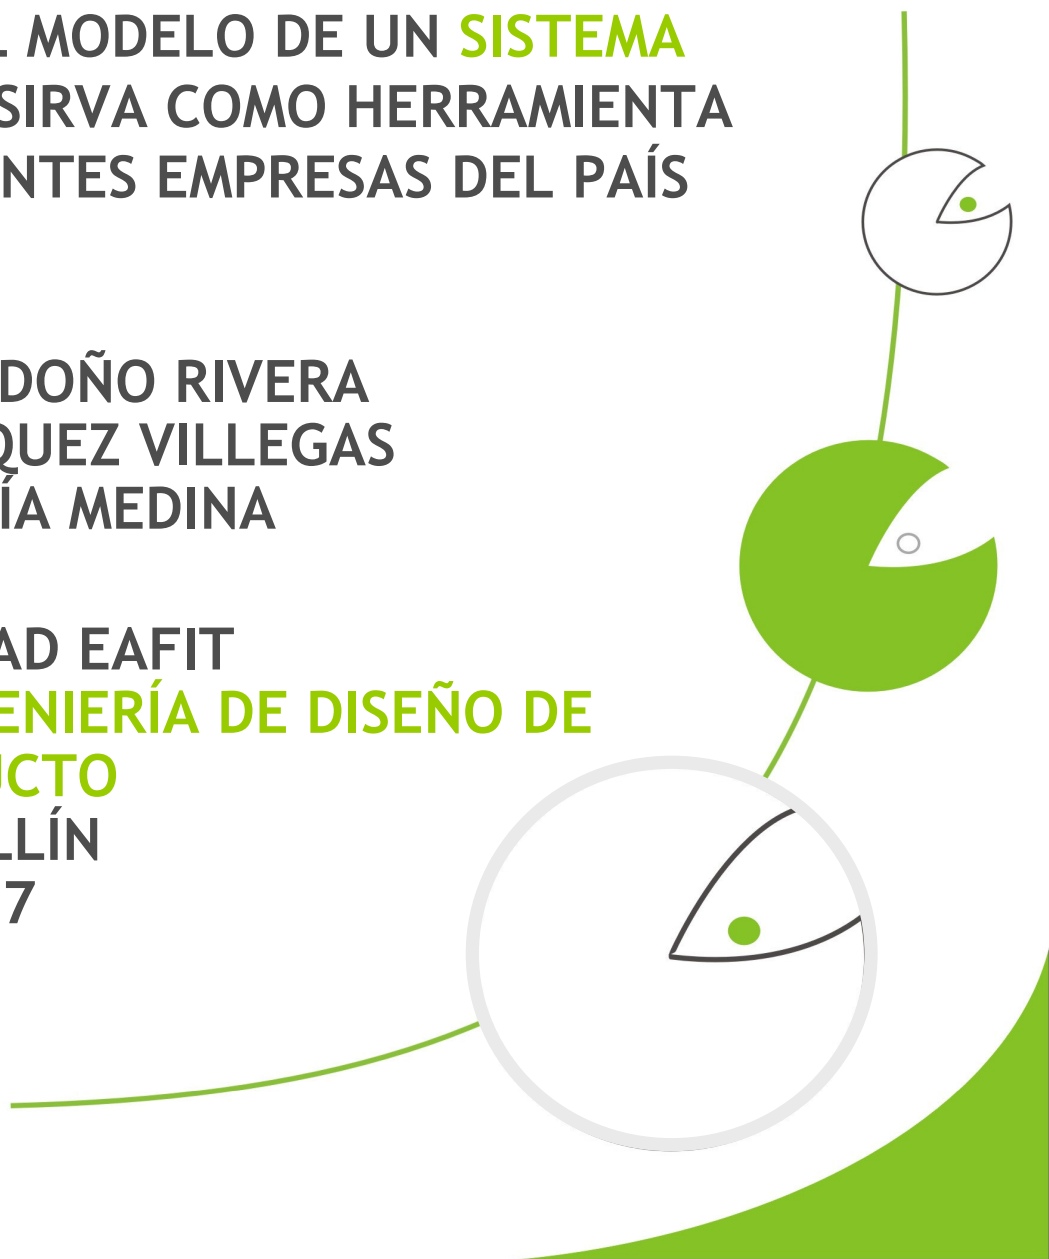 L MODELO DE UN SISTEMA
SIRVA COMO HERRAMIENTA
NTES EMPRESAS DEL PAÍS
DOÑO RIVERA
QUEZ VILLEGAS
ÍA MEDINA
AD EAFIT
ENIERÍA DE DISEÑO DE
UCTO
LLÍN
7